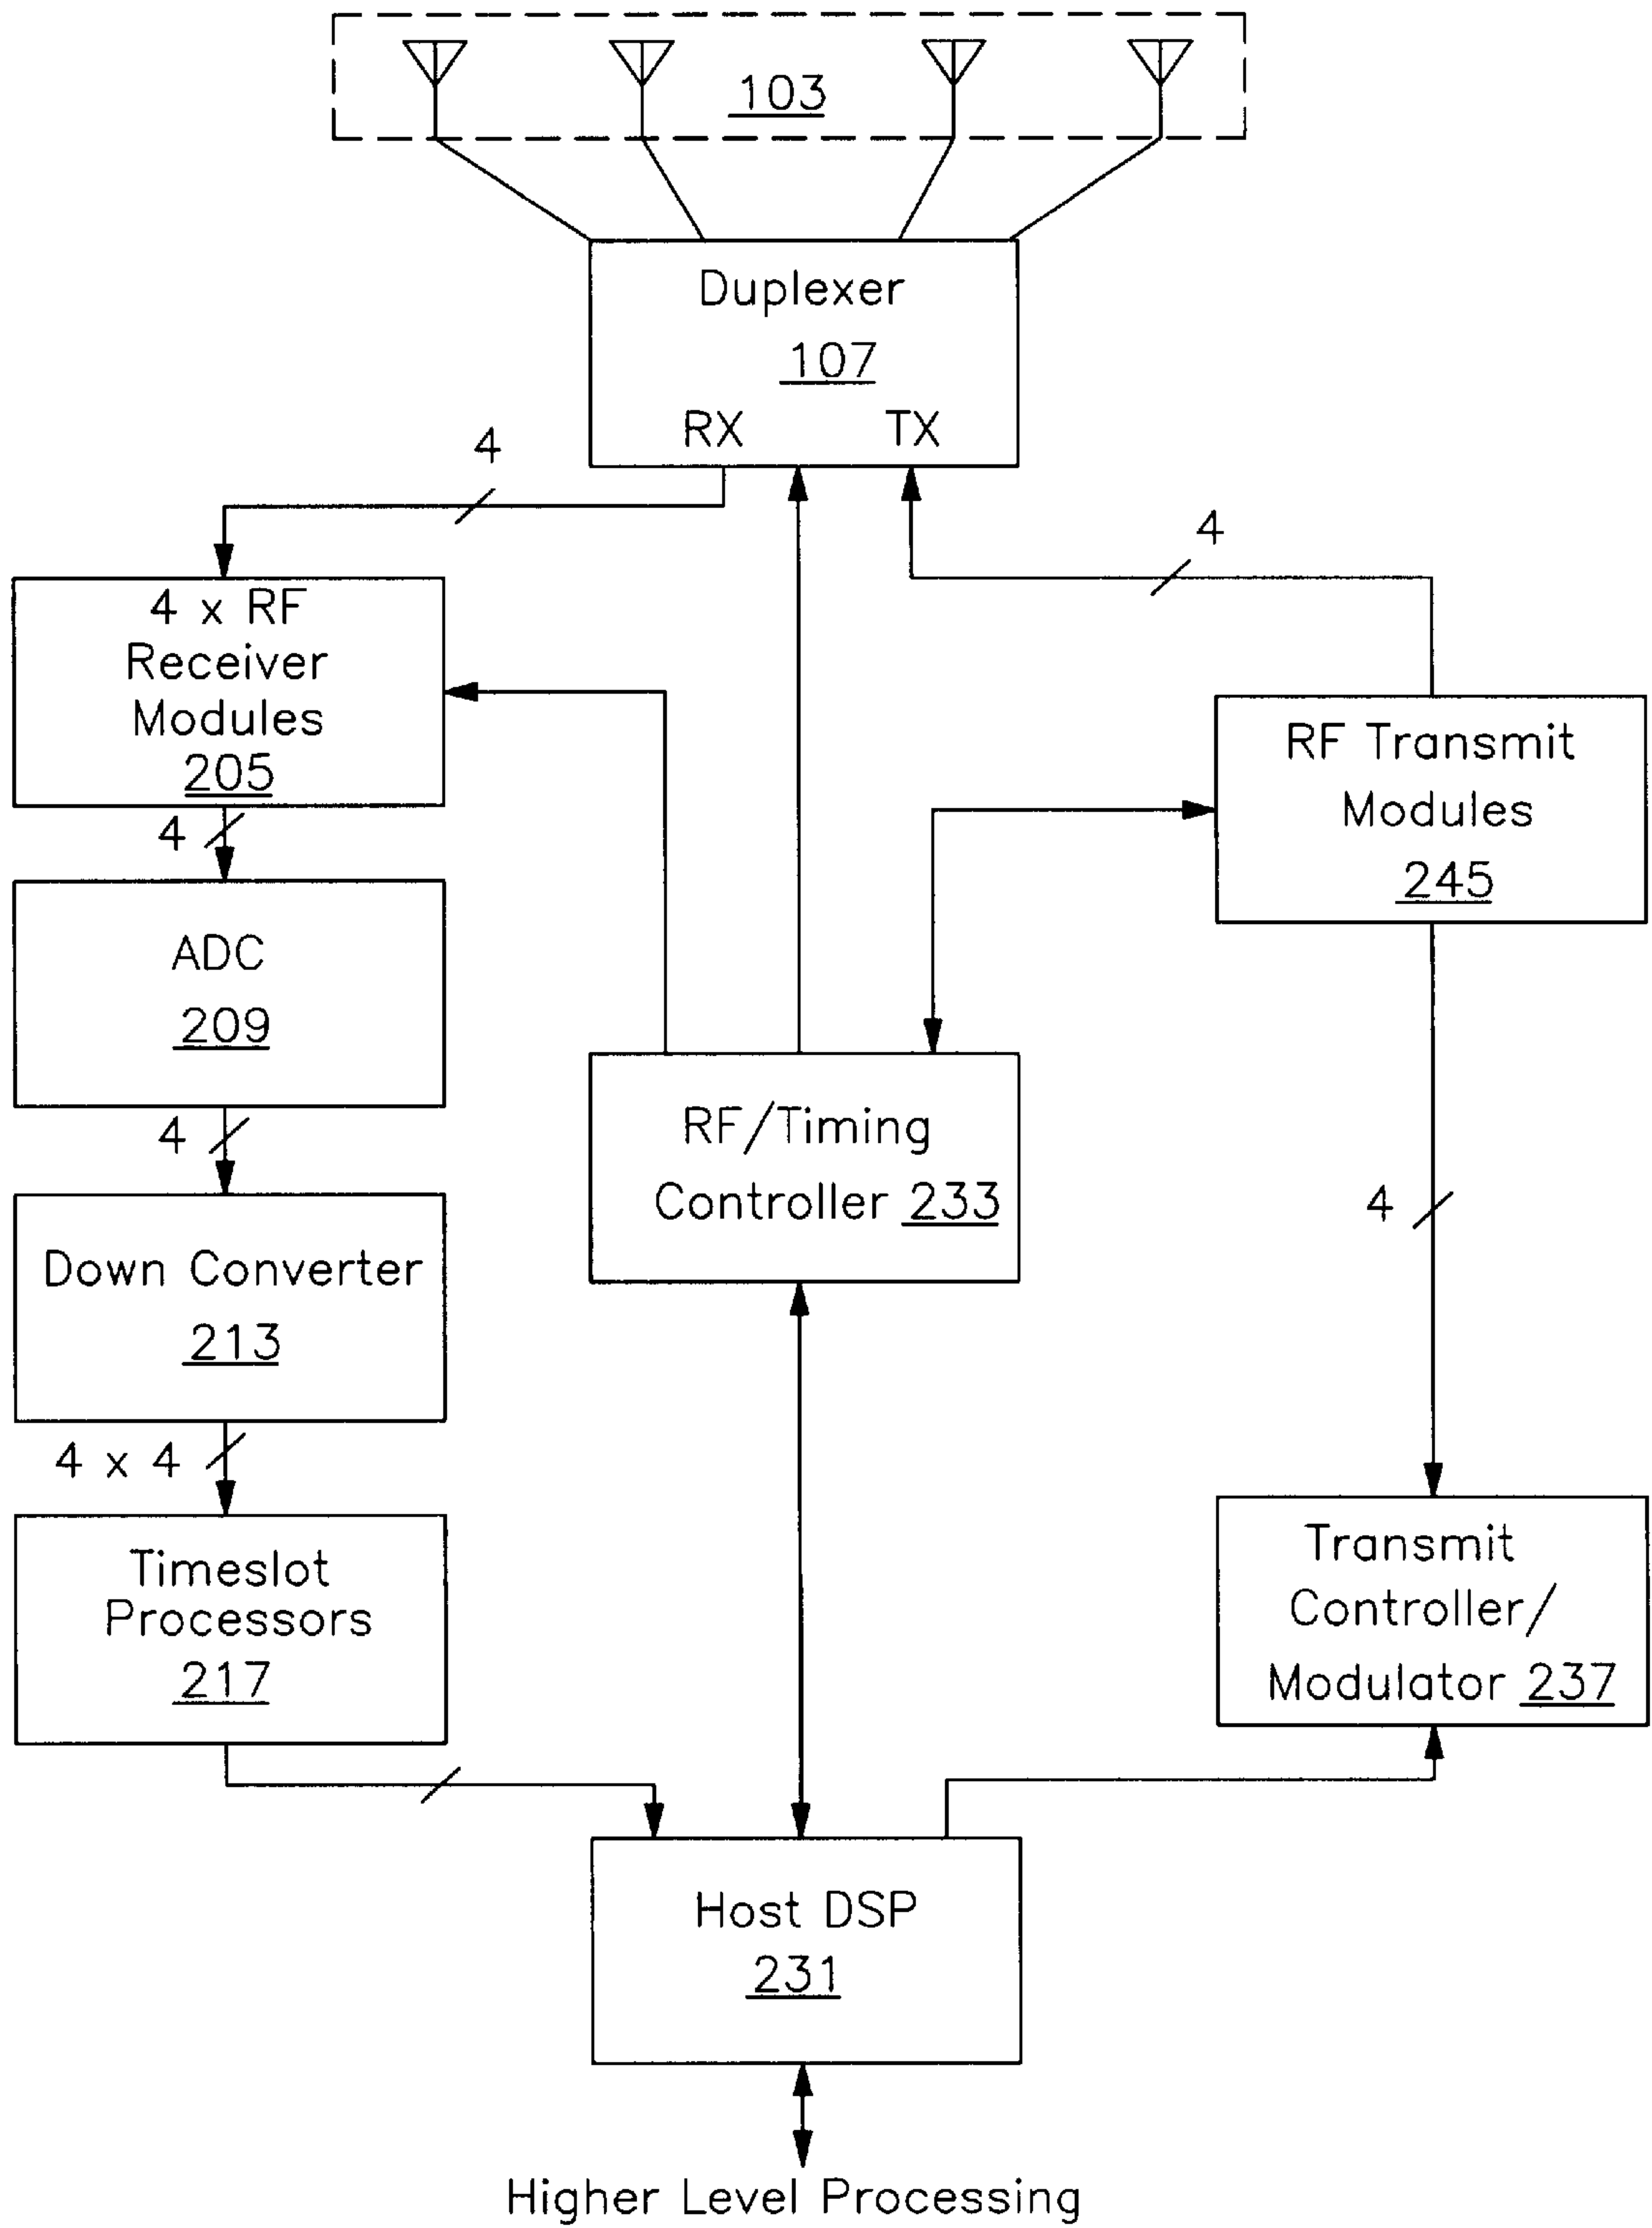 103
Duplexer
107
RX TX
4
4
4 x RF
Receiver
Modules
205
RF Transmit
Modules
245
4
ADC
209
4
RF/Timing
Controller 233
4
Down Converter
213
4 x 4
Timeslot
Processors
217
Transmit
Controller/
Modulator 237
Host DSP
231
Higher Level Processing